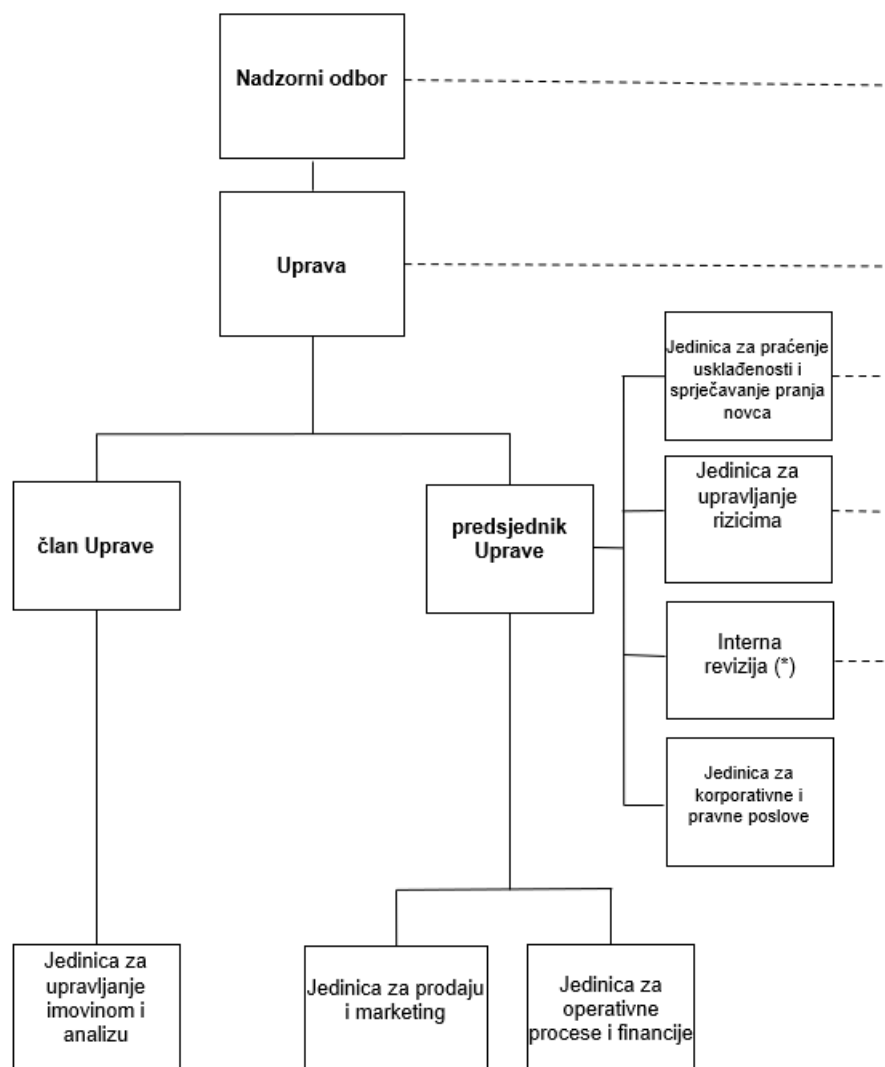 Nadzorni odbor
Uprava
Jedinica za praćenje
usklađenosti i
sprječavanje pranja
novca
Jedinica za
upravljanje
rizicima
član Uprave
predsjednik
Uprave
Interna
revizija (*)
Jedinica za
korporativne i
pravne poslove
Jedinica za
upravljanje
imovinom i
analizu
Jedinica za prodaju
i marketing
Jedinica za
operativne
procese i financije